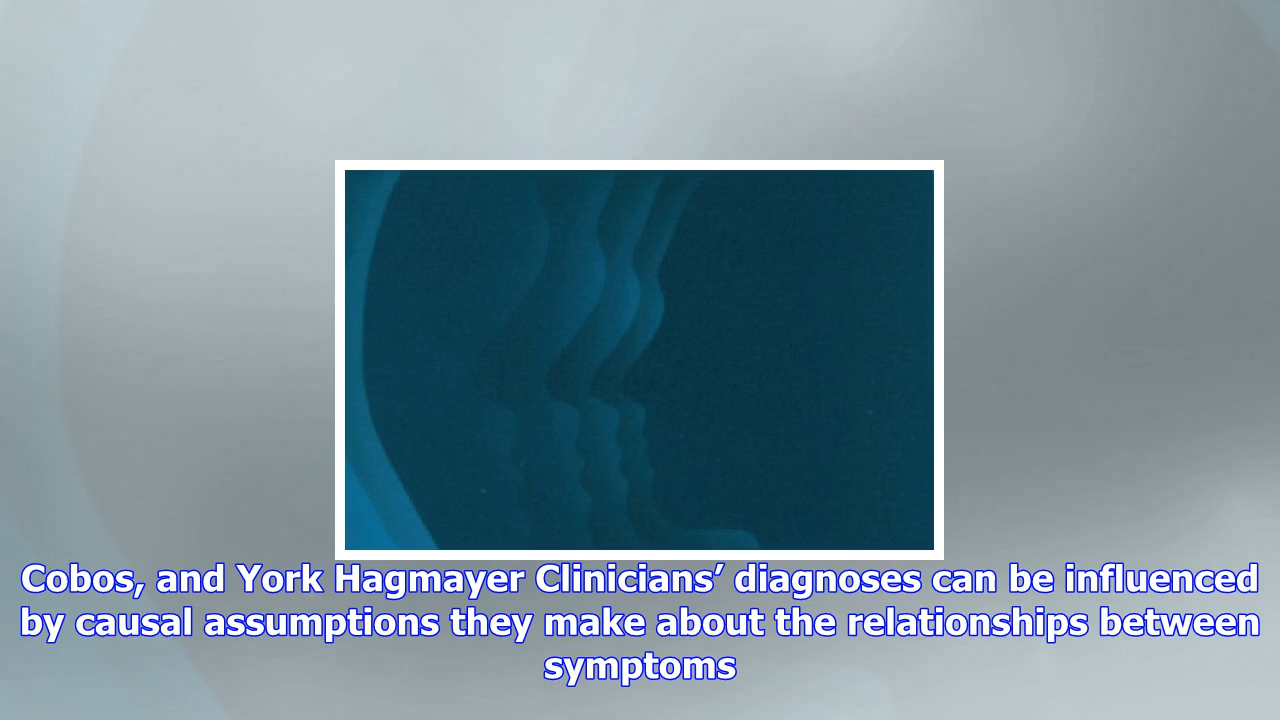 Cobos, and York Hagmayer Clinicians’ diagnoses can be influenced
by causal assumptions they make about the relationships between
symptoms